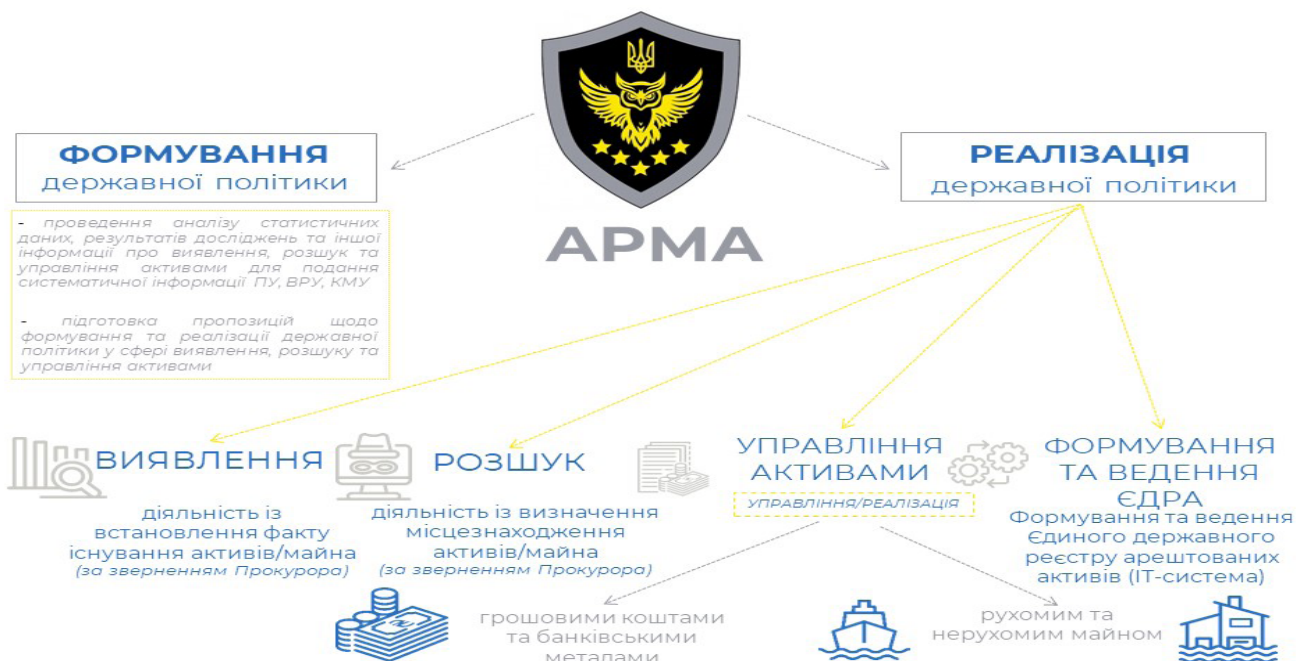 АРМА
ФОРМУВАННЯ
державної політики
- проведення аналізу статистичних
даних, результатів досліджень та іншої
інформації про виявлення, розшук та
управління активами для подання
систематичної інформації ПУ, ВРУ, КМУ
- підготовка пропозицій щодо
формування та реалізації державної
політики у сфері виявлення, розшуку та
управління активами
РЕАЛІЗАЦІЯ
державної політики
ВИЯВЛЕННЯ
діяльність із
встановлення факту
існування активів/майна
(за зверненням Прокурора)
РОЗШУК
діяльність із визначення
місцезнаходження
активів/майна
(за зверненням Прокурора)
УПРАВЛІННЯ
АКТИВАМИ
УПРАВЛІННЯ/РЕАЛІЗАЦІЯ
грошовими коштами
та банківськими
металами
рухомим та
нерухомим майном
ФОРМУВАННЯ
ТА ВЕДЕННЯ
ЄДРА
Формування та ведення
Єдиного державного
реєстру арештованих
активів (ІТ-система)